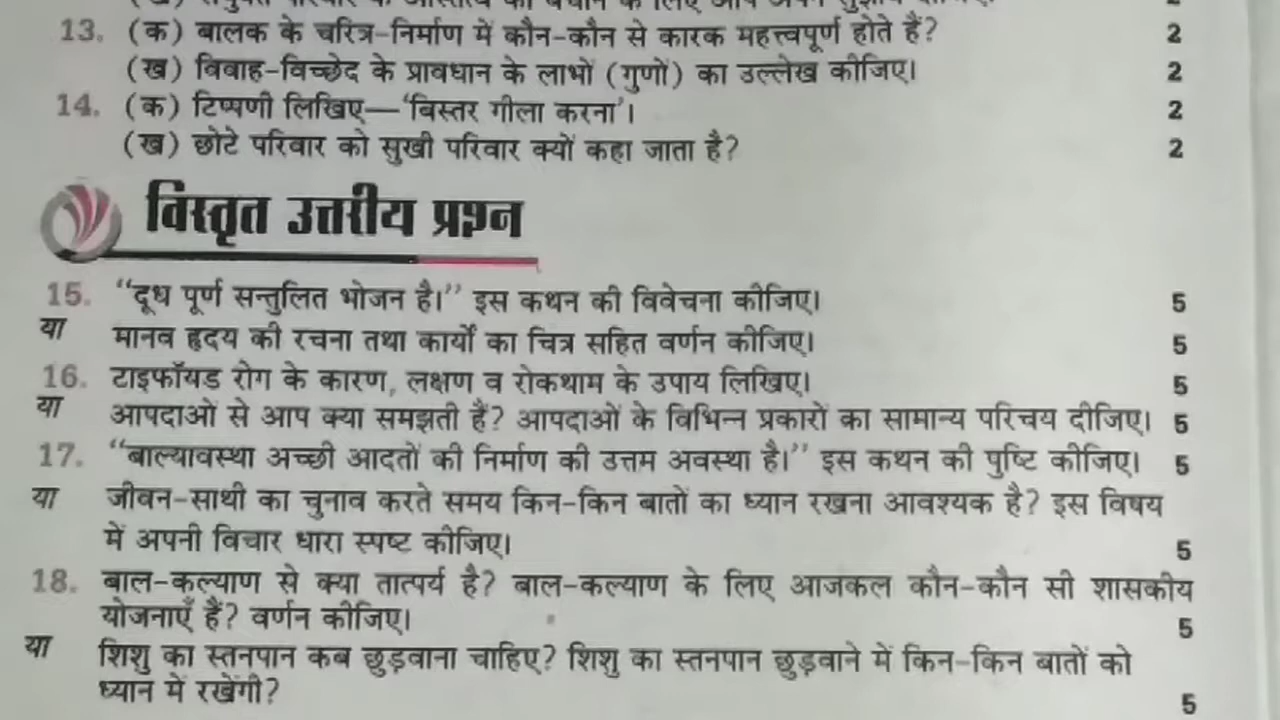 13. (क) बालक के चरित्र-निर्माण में कौन-कौन से कारक महत्त्वपूर्ण होते हैं? 2
(ख) विवाह-विच्छेद के प्रावधान के लाभों (गुणों) का उल्लेख कीजिए। 2
14. (क) टिप्पणी लिखिए—'बिस्तर गीला करना'। 2
(ख) छोटे परिवार को सुखी परिवार क्यों कहा जाता है? 2
विस्तृत उत्तरीय प्रश्न
15. "दूध पूर्ण सन्तुलित भोजन है।" इस कथन की विवेचना कीजिए। 5
या मानव हृदय की रचना तथा कार्यों का चित्र सहित वर्णन कीजिए। 5
16. टाइफॉयड रोग के कारण, लक्षण व रोकथाम के उपाय लिखिए। 5
या आपदाओं से आप क्या समझती हैं? आपदाओं के विभिन्न प्रकारों का सामान्य परिचय दीजिए। 5
17. "बाल्यावस्था अच्छी आदतों की निर्माण की उत्तम अवस्था है।" इस कथन की पुष्टि कीजिए। 5
या जीवन-साथी का चुनाव करते समय किन-किन बातों का ध्यान रखना आवश्यक है? इस विषय
में अपनी विचार धारा स्पष्ट कीजिए। 5
18. बाल-कल्याण से क्या तात्पर्य है? बाल-कल्याण के लिए आजकल कौन-कौन सी शासकीय
योजनाएँ हैं? वर्णन कीजिए। 5
या शिशु का स्तनपान कब छुड़वाना चाहिए? शिशु का स्तनपान छुड़वाने में किन-किन बातों को
ध्यान में रखेंगी? 5